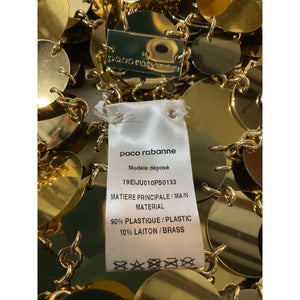 paco rabanne
paco rabanne
Modèle déposé
19EIJU010PS0133
MATIERE PRINCIPALE / MAIN
MATERIAL
90% PLASTIQUE / PLASTIC
10% LAITON / BRASS